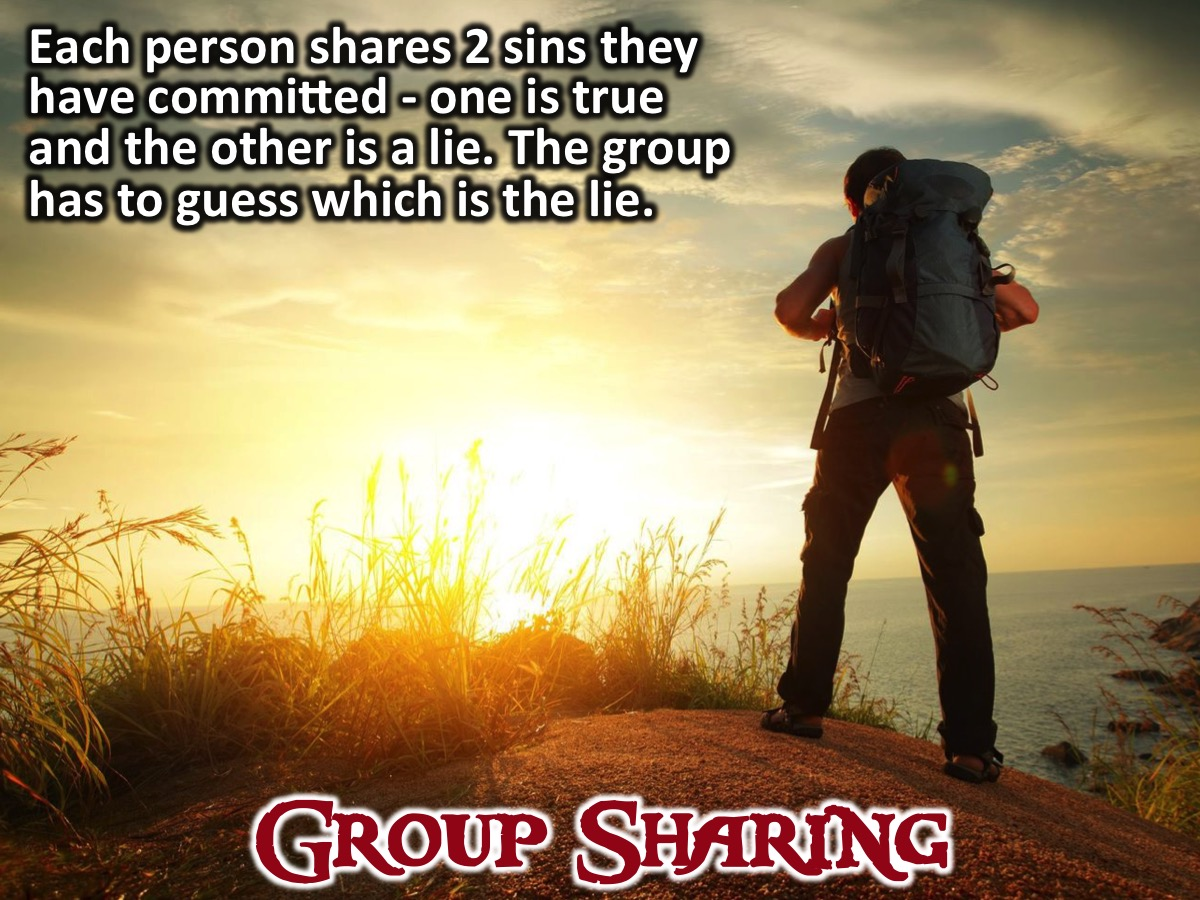 Each person shares 2 sins they
have committed - one is true
and the other is a lie. The group
has to guess which is the lie.
Group Sharing